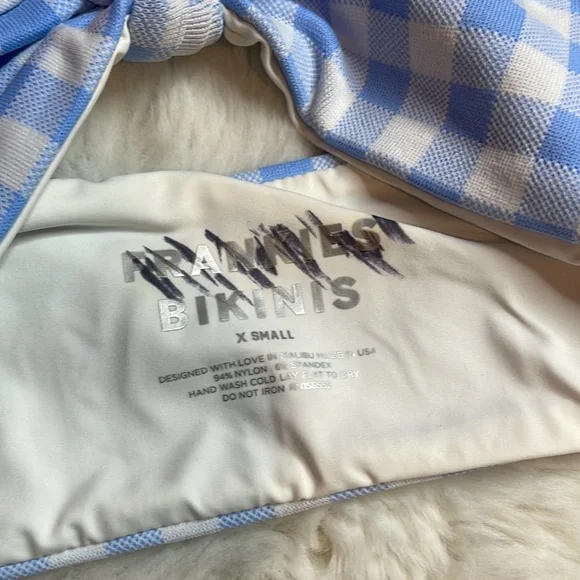 FRANKIES
BIKINIS
X SMALL
DESIGNED WITH LOVE IN MALIBU MADE IN USA
94% NYLON 6% SPANDEX
HAND WASH COLD LAY FLAT TO DRY
DO NOT IRON